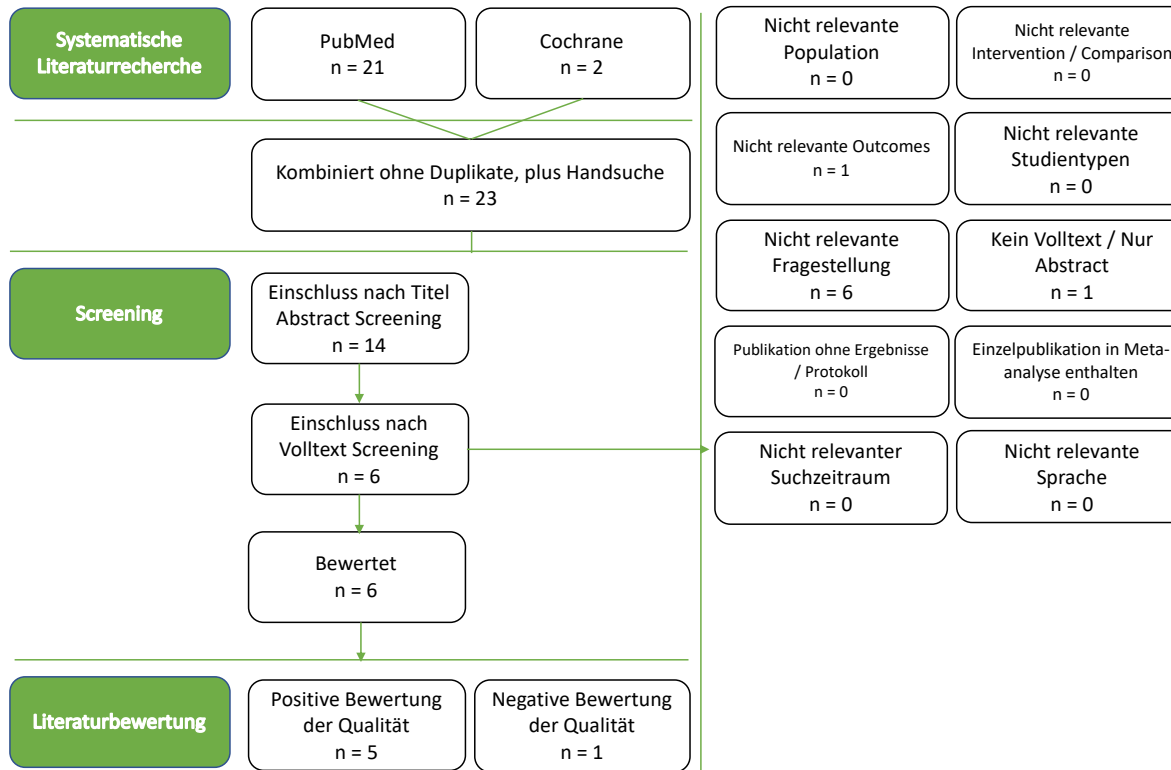 Systematische
Literaturrecherche
PubMed
n = 21
Cochrane
n = 2
Kombiniert ohne Duplikate, plus Handsuche
n = 23
Screening
Einschluss nach Titel
Abstract Screening
n = 14
Einschluss nach
Volltext Screening
n = 6
Bewertet
n = 6
Literaturbewertung
Positive Bewertung
der Qualität
n = 5
Negative Bewertung
der Qualität
n = 1
Nicht relevante
Population
n = 0
Nicht relevante
Intervention / Comparison
n = 0
Nicht relevante Outcomes
n = 1
Nicht relevante
Studientypen
n = 0
Nicht relevante
Fragestellung
n = 6
Kein Volltext / Nur
Abstract
n = 1
Publikation ohne Ergebnisse
/ Protokoll
n = 0
Einzelpublikation in Meta-
analyse enthalten
n = 0
Nicht relevanter
Suchzeitraum
n = 0
Nicht relevante
Sprache
n = 0